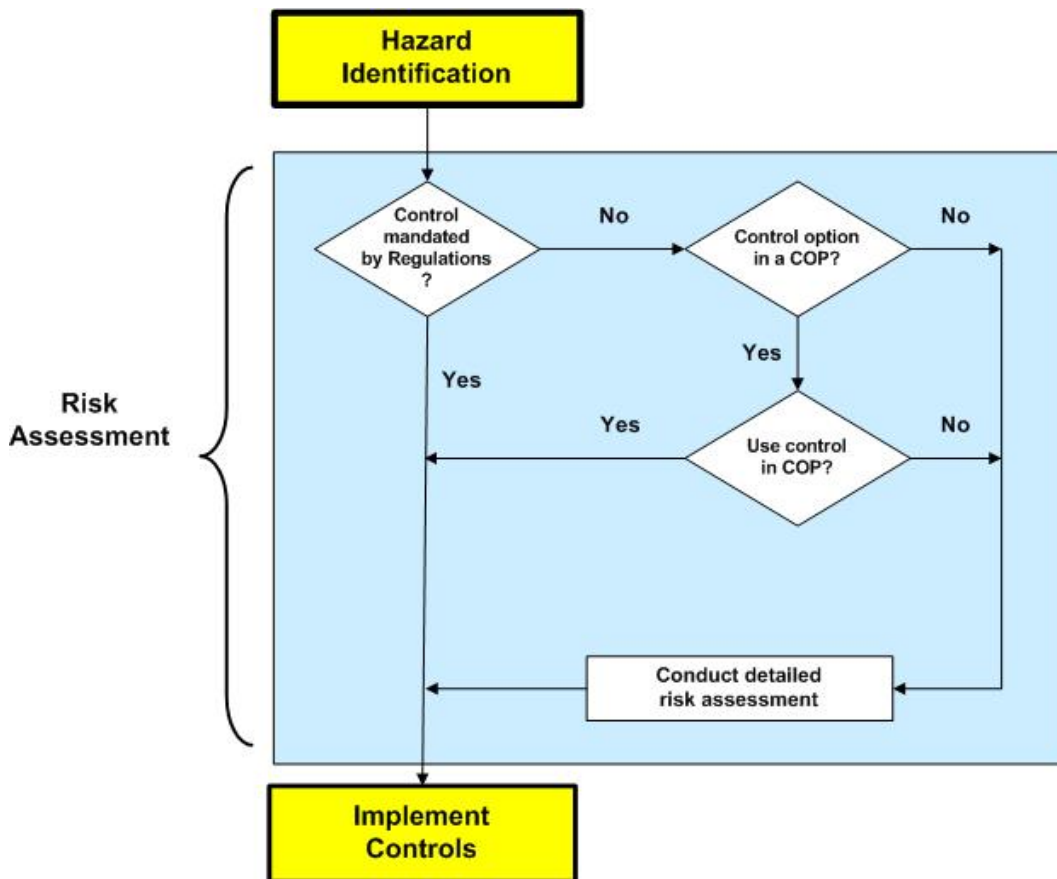 Hazard
Identification
Control
mandated
by Regulations
?
No
Control option
in a COP?
No
Yes
Yes
Risk
Assessment
Yes
Use control
in COP?
No
Conduct detailed
risk assessment
Implement
Controls